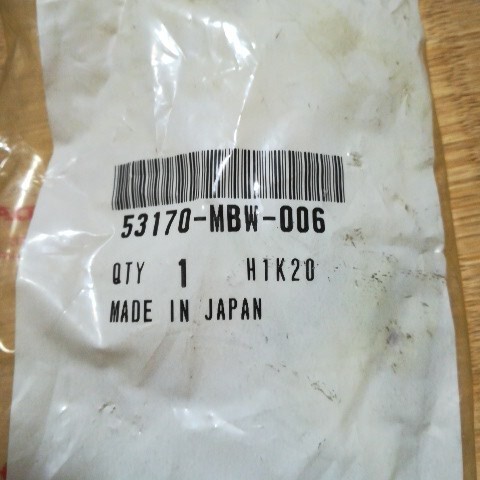 53170-MBW-006
QTY 1 H1K20
MADE IN JAPAN